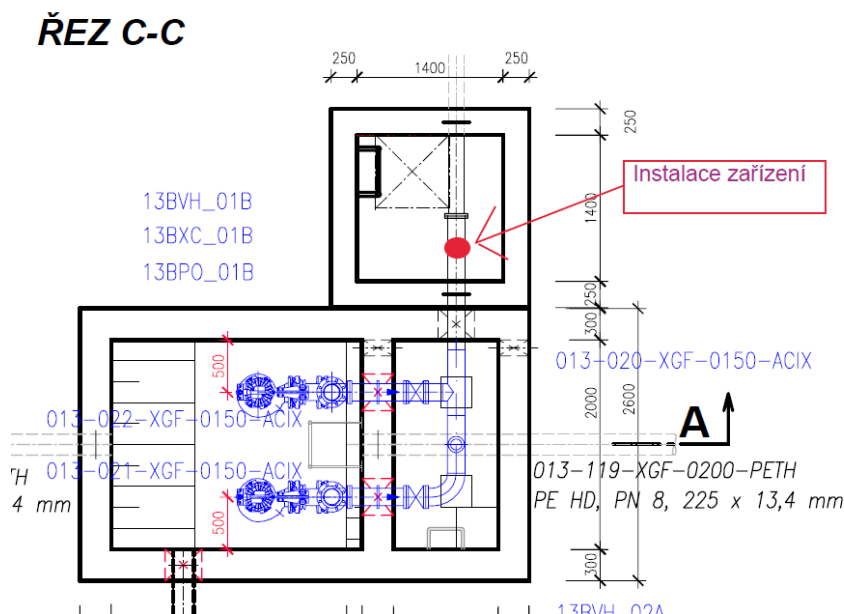 ŘEZ C-C
250
1400
250
250
Instalace zařízení
1400
13BVH_01B
13BXC_01B
13BPO_01B
250
300
500
013-020-XGF-0150-ACIX
2000
2600
013-022-XGF-0150-ACIX
A
TH
013-021-XGF-0150-ACIX
013-119-XGF-0200-PETH
4 mm
PE HD, PN 8, 225 x 13,4 mm
500
300
13BVH_02A